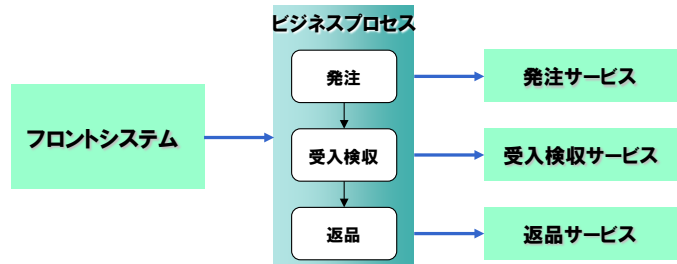 ビジネスプロセス
フロントシステム
発注
受入検収
返品
発注サービス
受入検収サービス
返品サービス